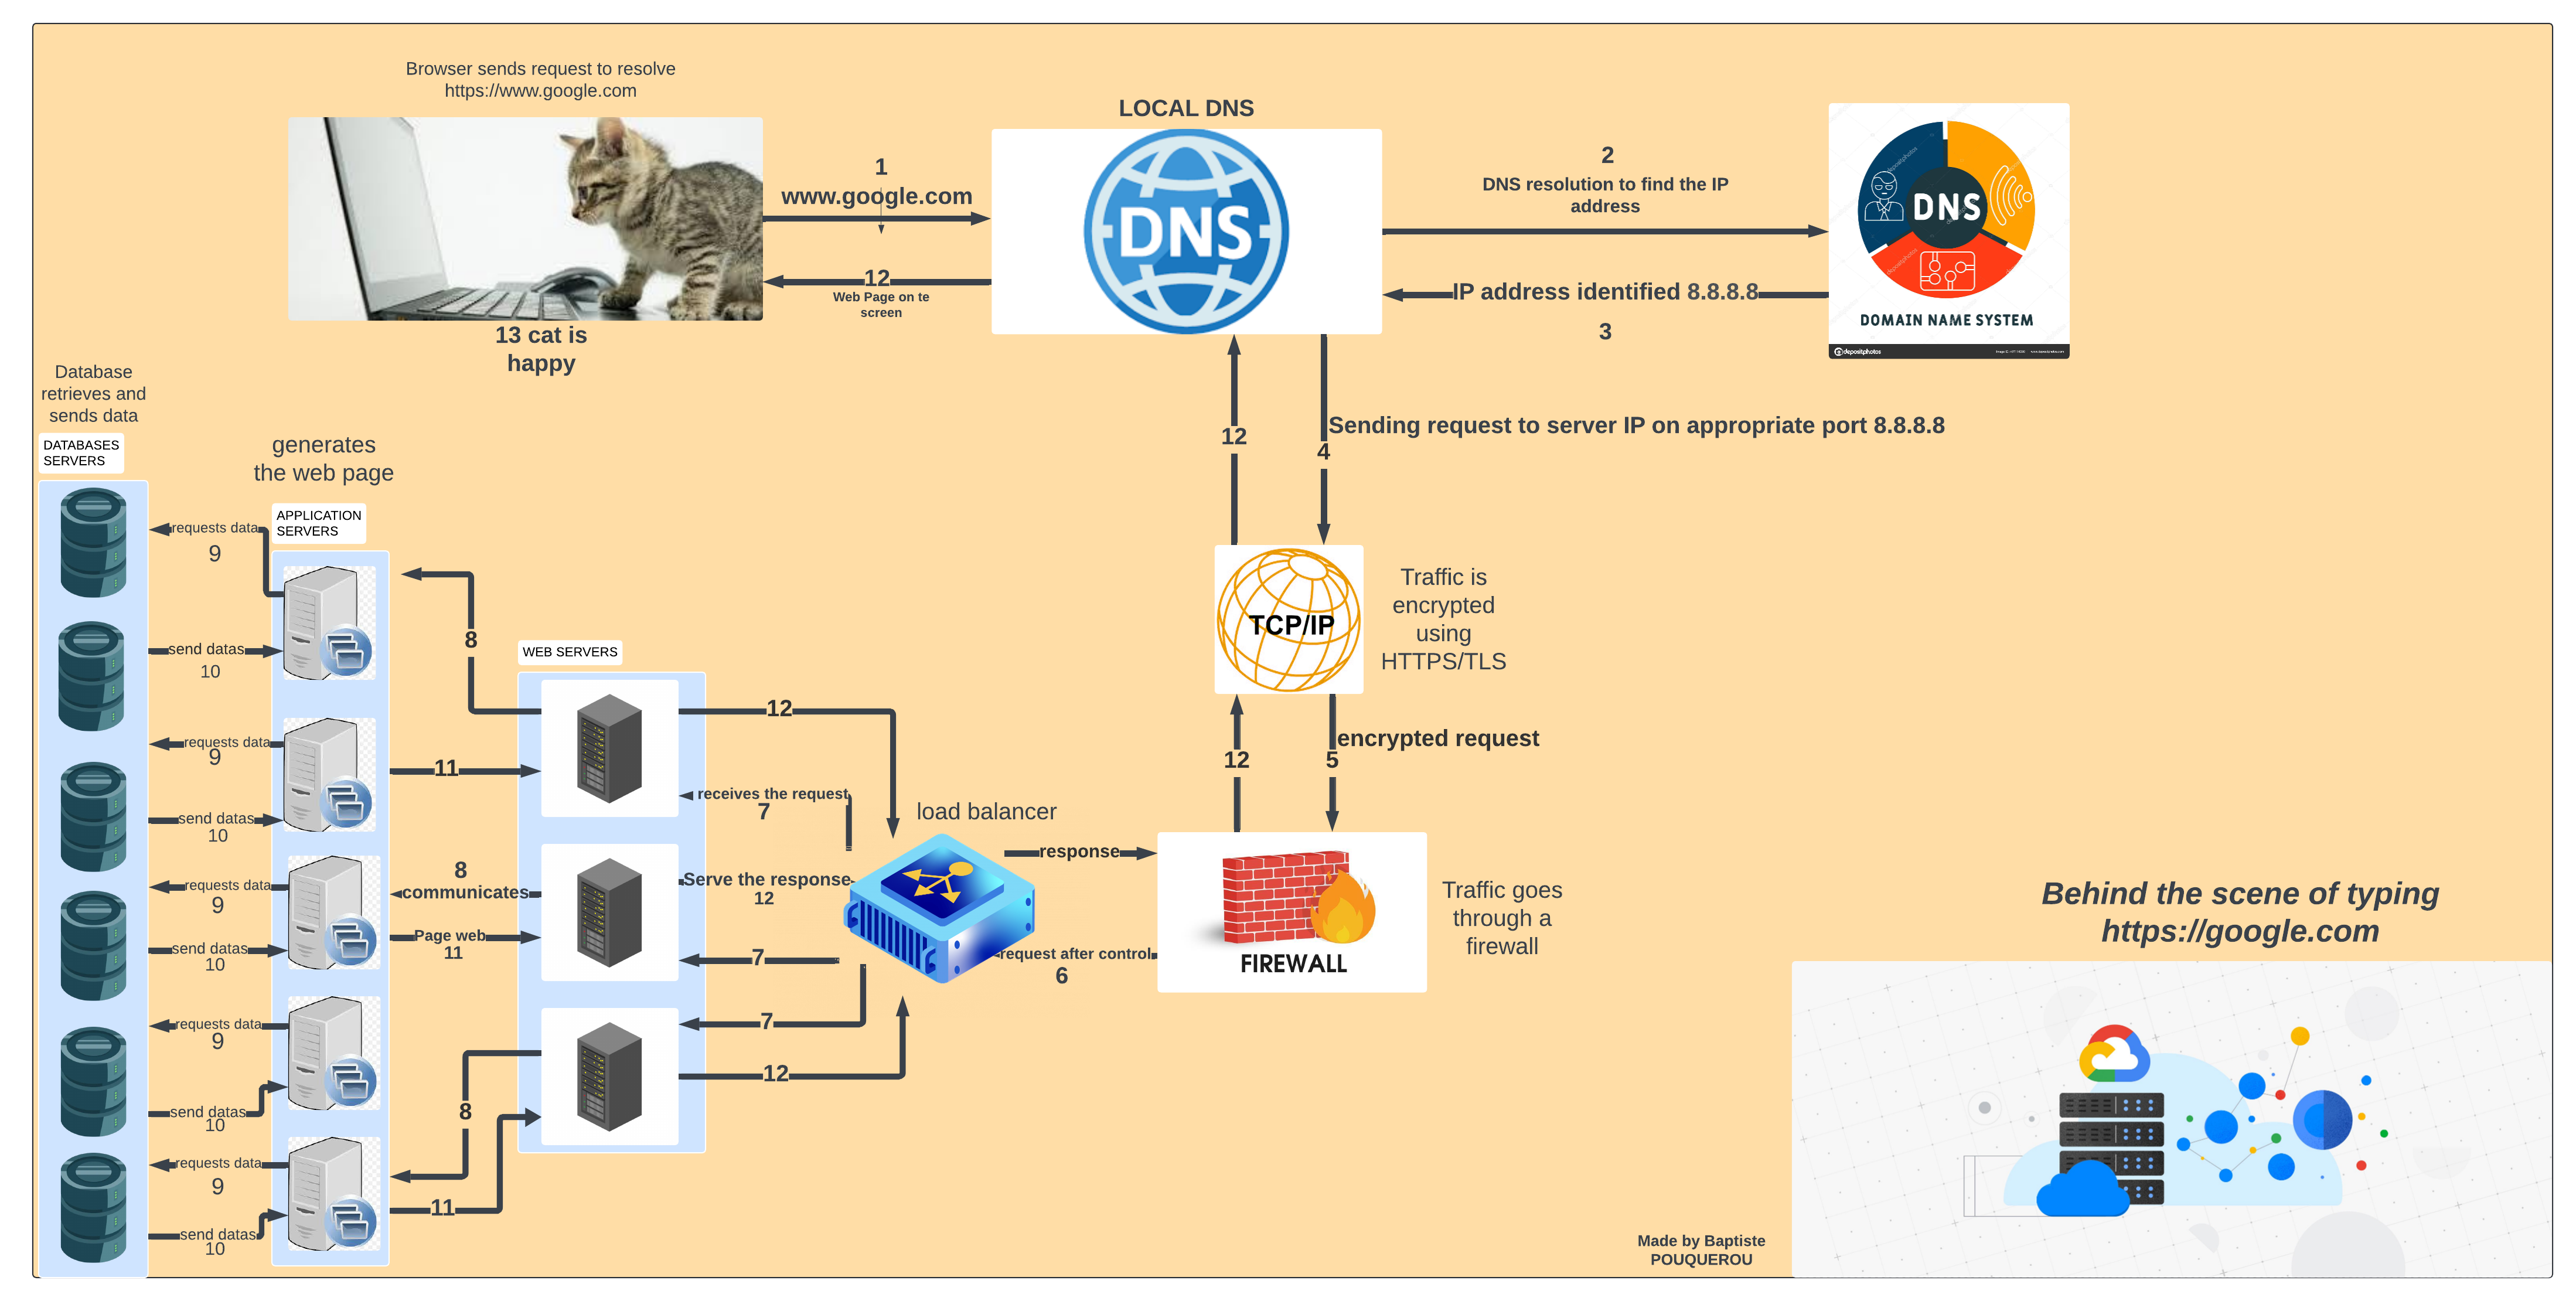 Browser sends request to resolve
https://www.google.com
LOCAL DNS
1
www.google.com
DNS
12
Web Page on te
screen
2
DNS resolution to find the IP
address
IP address identified 8.8.8.8
3
DNS
DOMAIN NAME SYSTEM
depositphotos
13 cat is
happy
12
4
Sending request to server IP on appropriate port 8.8.8.8
TCP/IP
Traffic is
encrypted
using
HTTPS/TLS
12
5
encrypted request
FIREWALL
Traffic goes
through a
firewall
load balancer
response
request after control
6
Database
retrieves and
sends data
DATABASES
SERVERS
generates
the web page
APPLICATION
SERVERS
WEB SERVERS
requests data
9
send datas
10
requests data
9
send datas
10
requests data
9
send datas
10
requests data
9
send datas
10
requests data
9
send datas
10
8
11
8
communicates
Page web
11
8
11
12
receives the request
7
Serve the response
12
7
7
12
Behind the scene of typing
https://google.com
Made by Baptiste
POUQUEROU